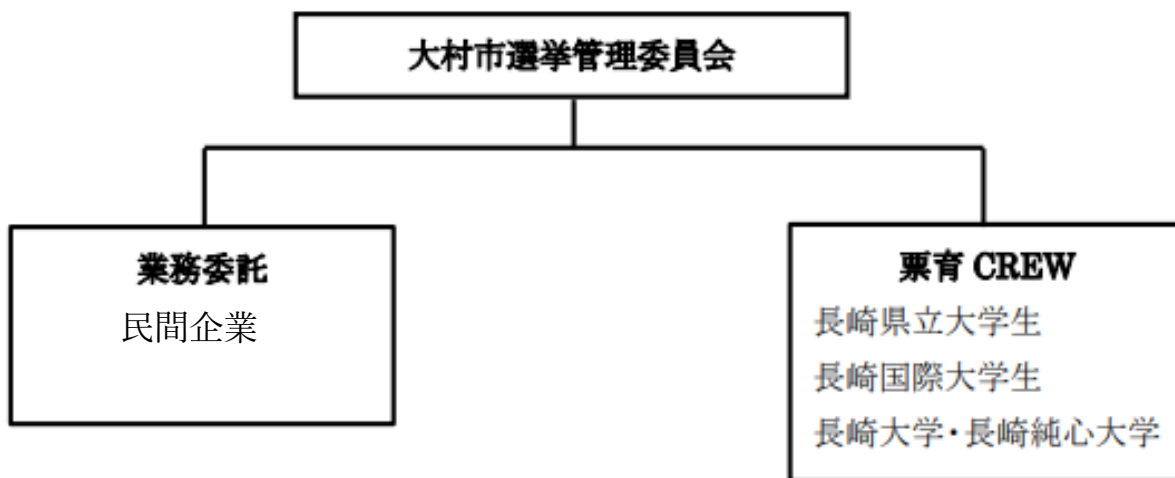 大村市選挙管理委員会
業務委託
民間企業
票育 CREW
長崎県立大学生
長崎国際大学生
長崎大学・長崎純心大学